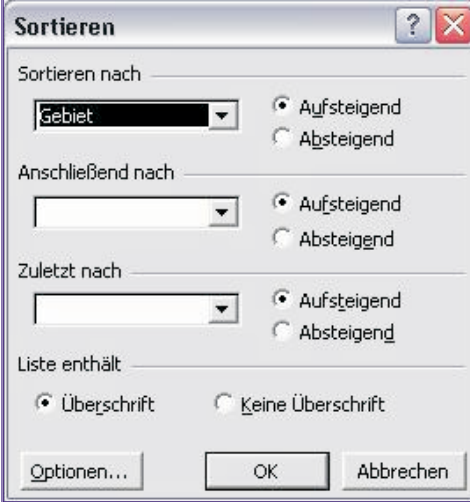 Sortieren
Sortieren nach
Gebiet
Aufsteigend
Absteigend
Anschließend nach
Aufsteigend
Absteigend
Zuletzt nach
Aufsteigend
Absteigend
Liste enthält
Überschrift Keine Überschrift
Optionen... OK Abbrechen